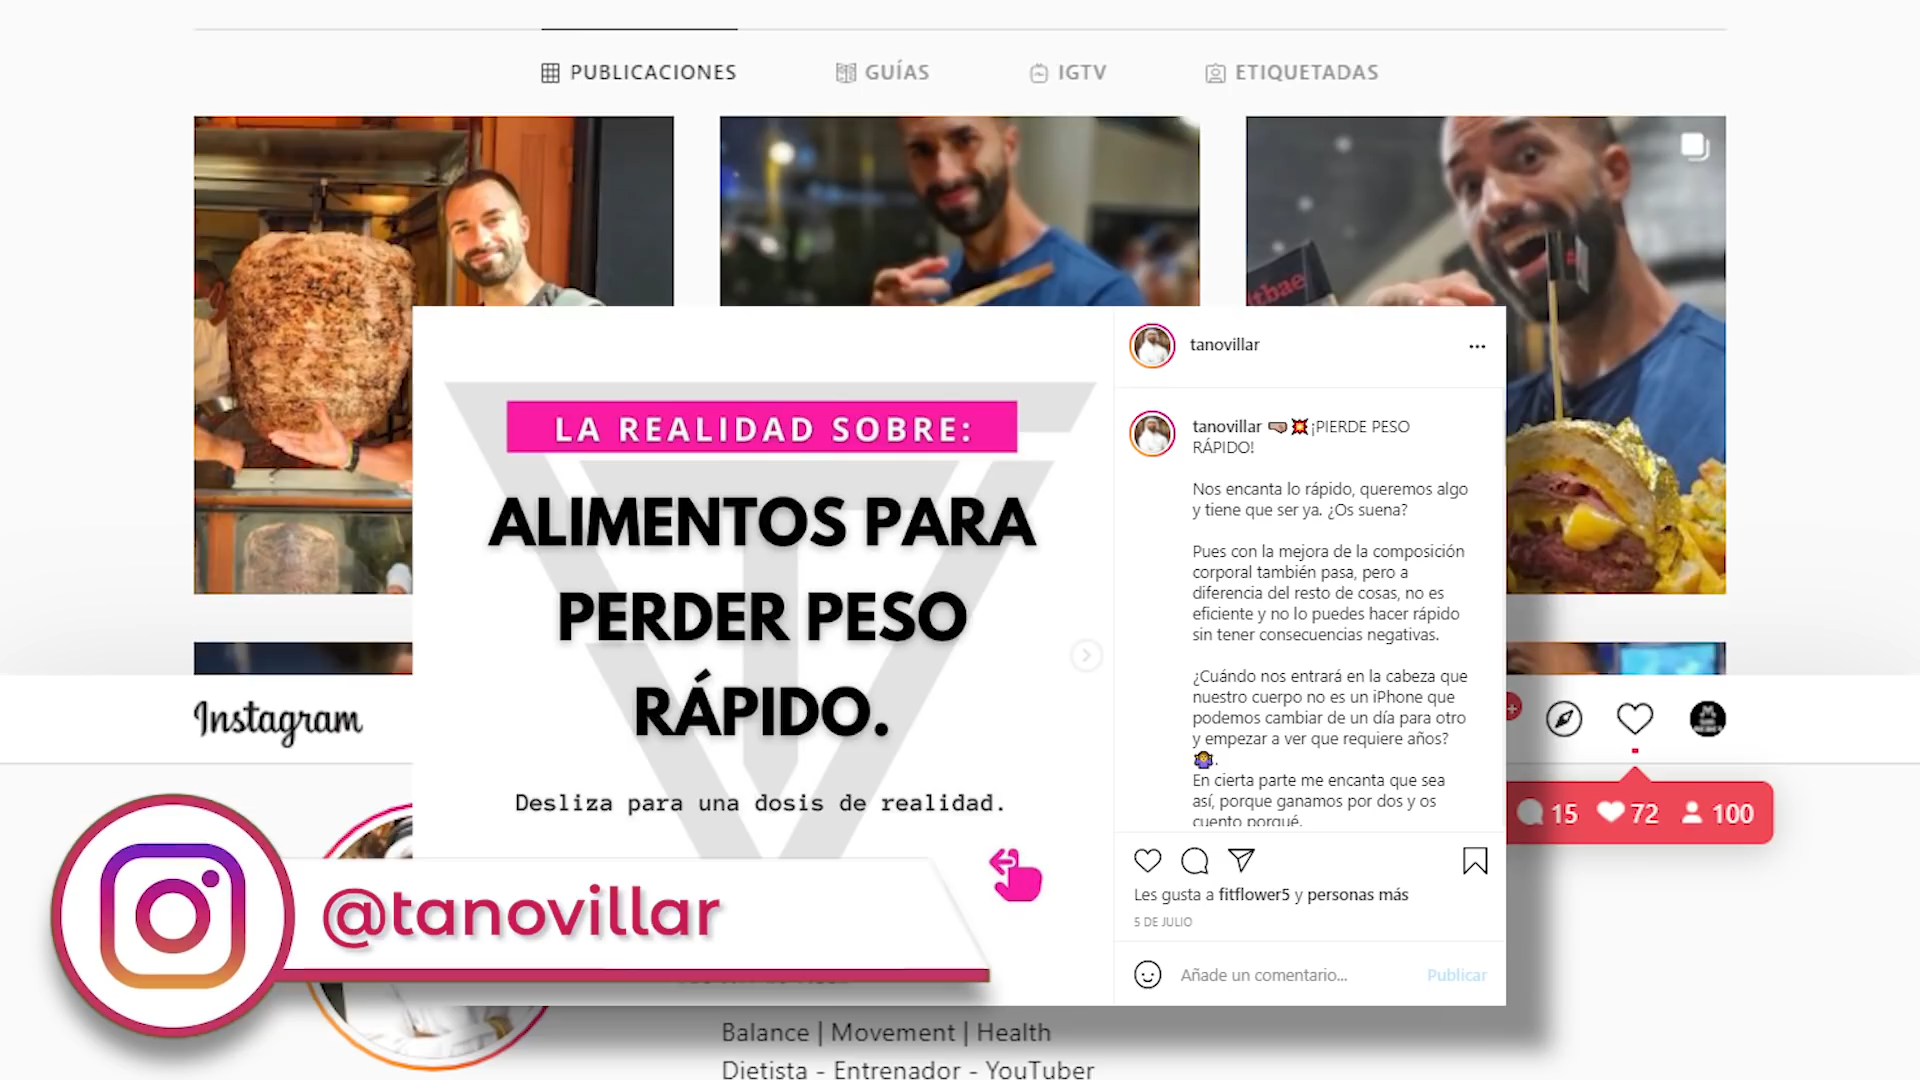 PUBLICACIONES
GUÍAS
IGTV
ETIQUETADAS
tbae
LA REALIDAD SOBRE:
ALIMENTOS PARA
PERDER PESO
RÁPIDO.
Desliza para una dosis de realidad.
tanovillar
tanovillar 🤜🏼💥¡PIERDE PESO
RÁPIDO!
Nos encanta lo rápido, queremos algo
y tiene que ser ya. ¿Os suena?
Pues con la mejora de la composición
corporal también pasa, pero a
diferencia del resto de cosas, no es
eficiente y no lo puedes hacer rápido
sin tener consecuencias negativas.
¿Cuándo nos entrará en la cabeza que
nuestro cuerpo no es un iPhone que
podemos cambiar de un día para otro
y empezar a ver que requiere años?
🤷‍♀️.
En cierta parte me encanta que sea
así, porque ganamos por dos y os
cuento porqué.
Les gusta a fitflower5 y personas más
5 DE JULIO
Añade un comentario...
Publicar
Instagram
15 72 100
@tanovillar
Balance | Movement | Health
Dietista - Entrenador - YouTuber